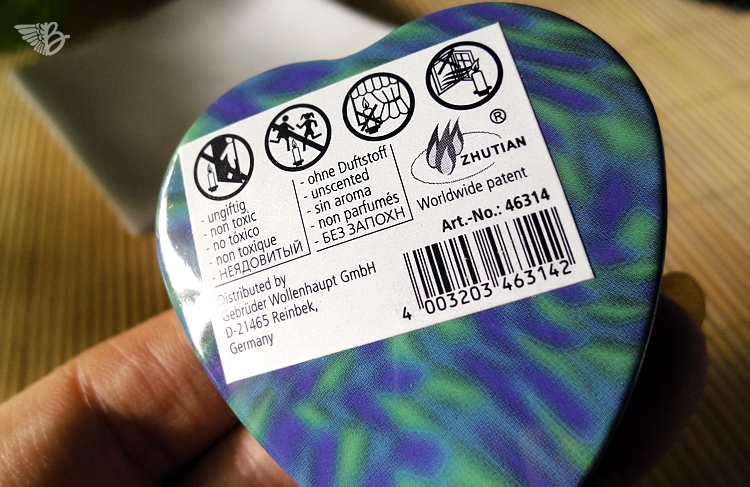 - ungiftig
- non toxic
- no tóxico
- non toxique
- НЕЯДОВИТЫЙ
- ohne Duftstoff
- unscented
- sin aroma
- non parfumés
- БЕЗ ЗАПОХН
ZHUTIAN ®
Worldwide patent
Art.-No.: 46314
4 003203 463142
Distributed by
Gebrüder Wollenhaupt GmbH
D-21465 Reinbek,
Germany
B